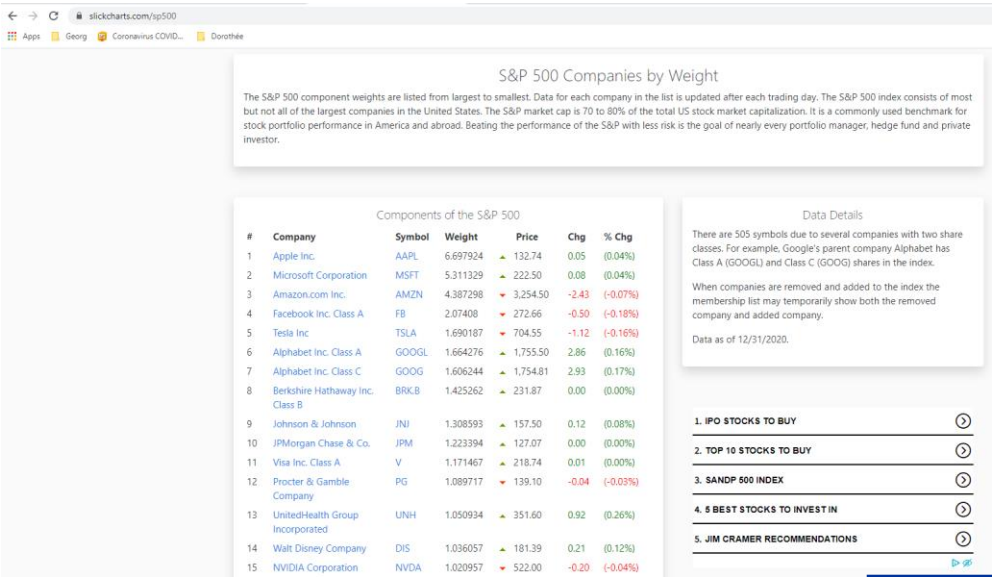 slickcharts.com/sp500
Apps Georg Coronavirus COVID... Dorothée
S&P 500 Companies by Weight
The S&P 500 component weights are listed from largest to smallest. Data for each company in the list is updated after each trading day. The S&P 500 index consists of most
but not all of the largest companies in the United States. The S&P market cap is 70 to 80% of the total US stock market capitalization. It is a commonly used benchmark for
stock portfolio performance in America and abroad. Beating the performance of the S&P with less risk is the goal of nearly every portfolio manager, hedge fund and private
investor.
Components of the S&P 500
# Company Symbol Weight Price Chg % Chg
1 Apple Inc. AAPL 6.697924 132.74 0.05 (0.04%)
2 Microsoft Corporation MSFT 5.311329 222.50 0.08 (0.04%)
3 Amazon.com Inc. AMZN 4.387298 3,254.50 -2.43 (-0.07%)
4 Facebook Inc. Class A FB 2.07408 272.66 -0.50 (-0.18%)
5 Tesla Inc TSLA 1.690187 704.55 -1.12 (-0.16%)
6 Alphabet Inc. Class A GOOGL 1.664276 1,755.50 2.86 (0.16%)
7 Alphabet Inc. Class C GOOG 1.606244 1,754.81 2.93 (0.17%)
8 Berkshire Hathaway Inc. BRK.B 1.425262 231.87 0.00 (0.00%)
Class B
9 Johnson & Johnson JNJ 1.308593 157.50 0.12 (0.08%)
10 JPMorgan Chase & Co. JPM 1.223394 127.07 0.00 (0.00%)
11 Visa Inc. Class A V 1.171467 218.74 0.01 (0.00%)
12 Procter & Gamble PG 1.089717 139.10 -0.04 (-0.03%)
Company
13 UnitedHealth Group UNH 1.050934 351.60 0.92 (0.26%)
Incorporated
14 Walt Disney Company DIS 1.036057 181.39 0.21 (0.12%)
15 NVIDIA Corporation NVDA 1.020957 522.00 -0.20 (-0.04%)
Data Details
There are 505 symbols due to several companies with two share
classes. For example, Google's parent company Alphabet has
Class A (GOOGL) and Class C (GOOG) shares in the index.
When companies are removed and added to the index the
membership list may temporarily show both the removed
company and added company.
Data as of 12/31/2020.
1. IPO STOCKS TO BUY
2. TOP 10 STOCKS TO BUY
3. SANDP 500 INDEX
4. 5 BEST STOCKS TO INVEST IN
5. JIM CRAMER RECOMMENDATIONS